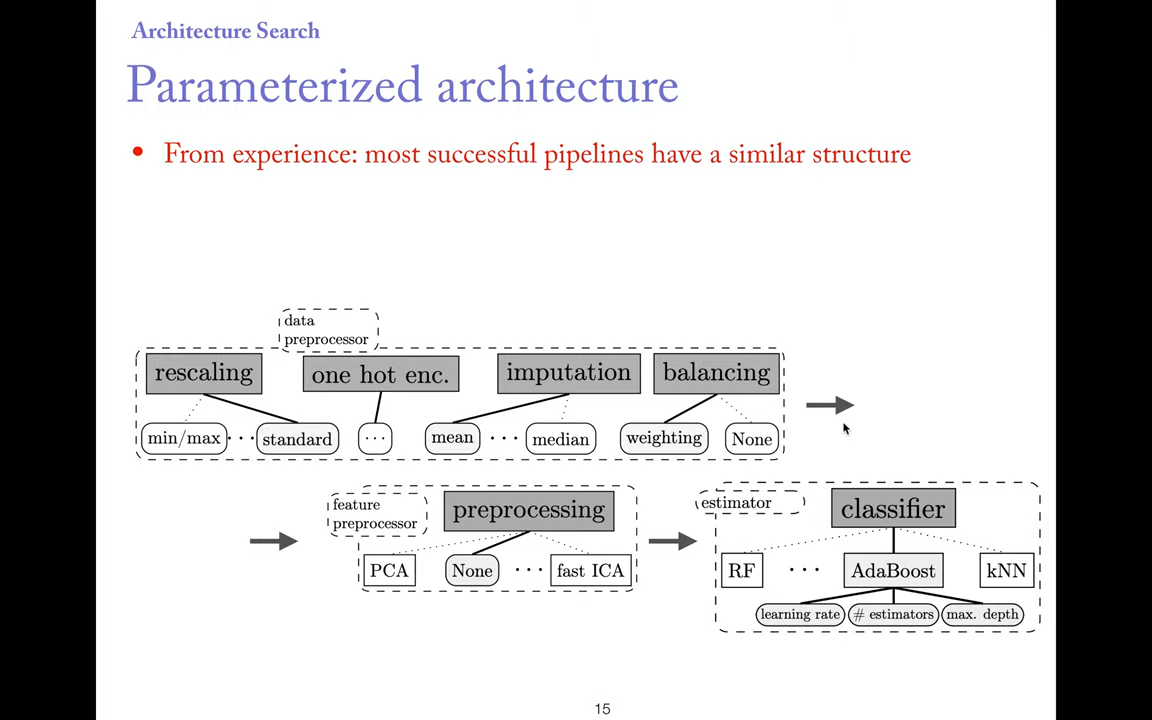 Architecture Search
Parameterized architecture
• From experience: most successful pipelines have a similar structure
data
preprocessor
rescaling one hot enc. imputation balancing
min/max ··· standard ··· mean ··· median weighting None
feature
preprocessor
preprocessing
PCA None ··· fast ICA
estimator
classifier
RF ··· AdaBoost kNN
learning rate # estimators max. depth
15